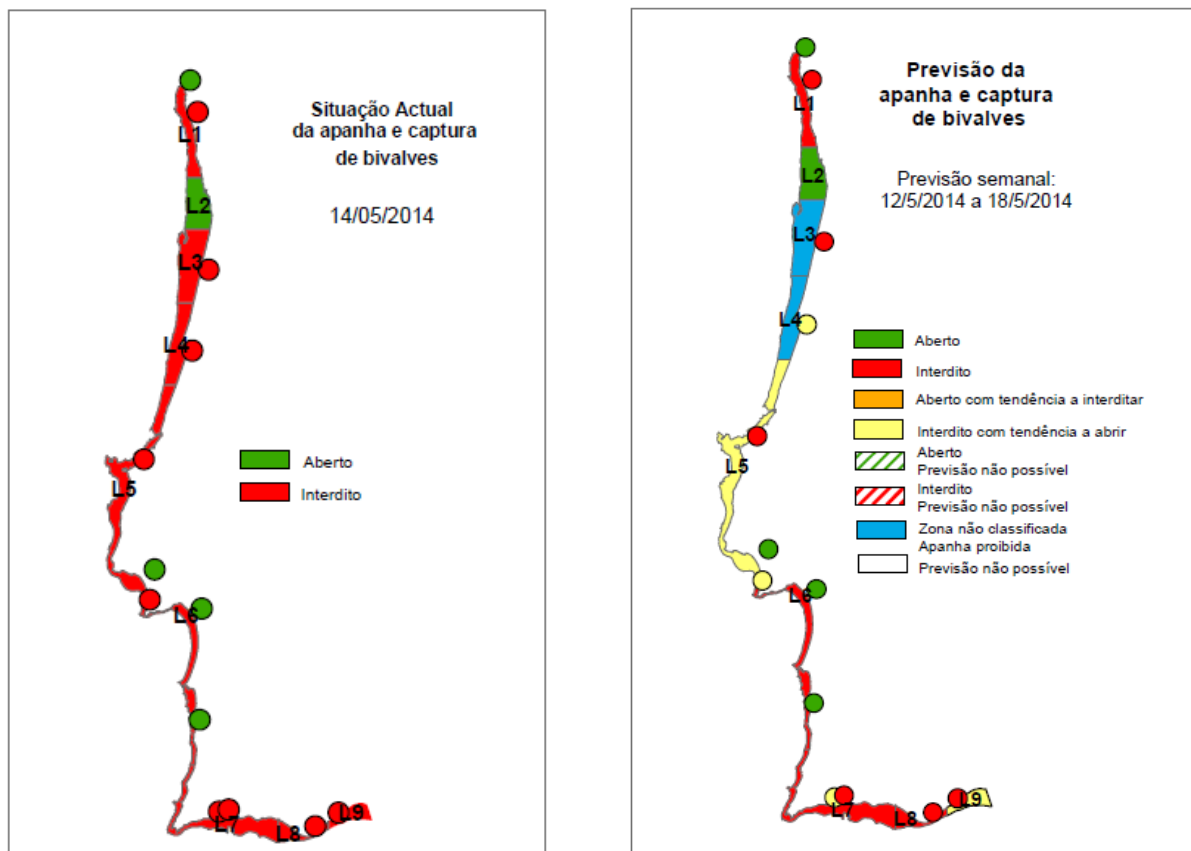 Situação Actual
da apanha e captura
de bivalves
14/05/2014
L1
L2
L3
L4
L5
L6
L7
L8
L9
Aberto
Interdito
Previsão da
apanha e captura
de bivalves
Previsão semanal:
12/5/2014 a 18/5/2014
L1
L2
L3
L4
L5
L6
L7
L8
L9
Aberto
Interdito
Aberto com tendência a interditar
Interdito com tendência a abrir
Aberto
Previsão não possível
Interdito
Previsão não possível
Zona não classificada
Apanha proibida
Previsão não possível